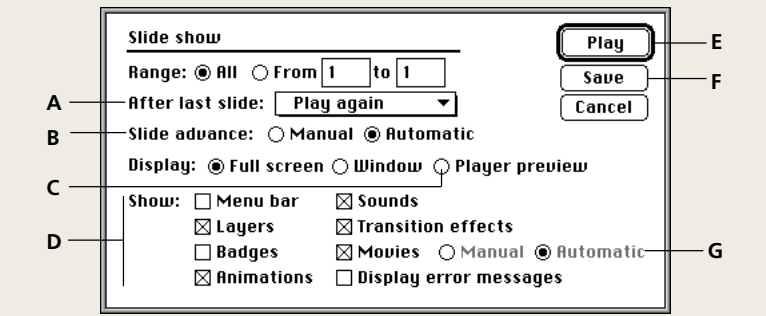 Slide show
Play
E
Range: All From 1 to 1
Save
F
A
After last slide: Play again
Cancel
B
Slide advance: Manual Automatic
Display: Full screen Window Player preview
C
Show: Menu bar Sounds
Layers Transition effects
D
Badges Movies Manual Automatic
G
Animations Display error messages